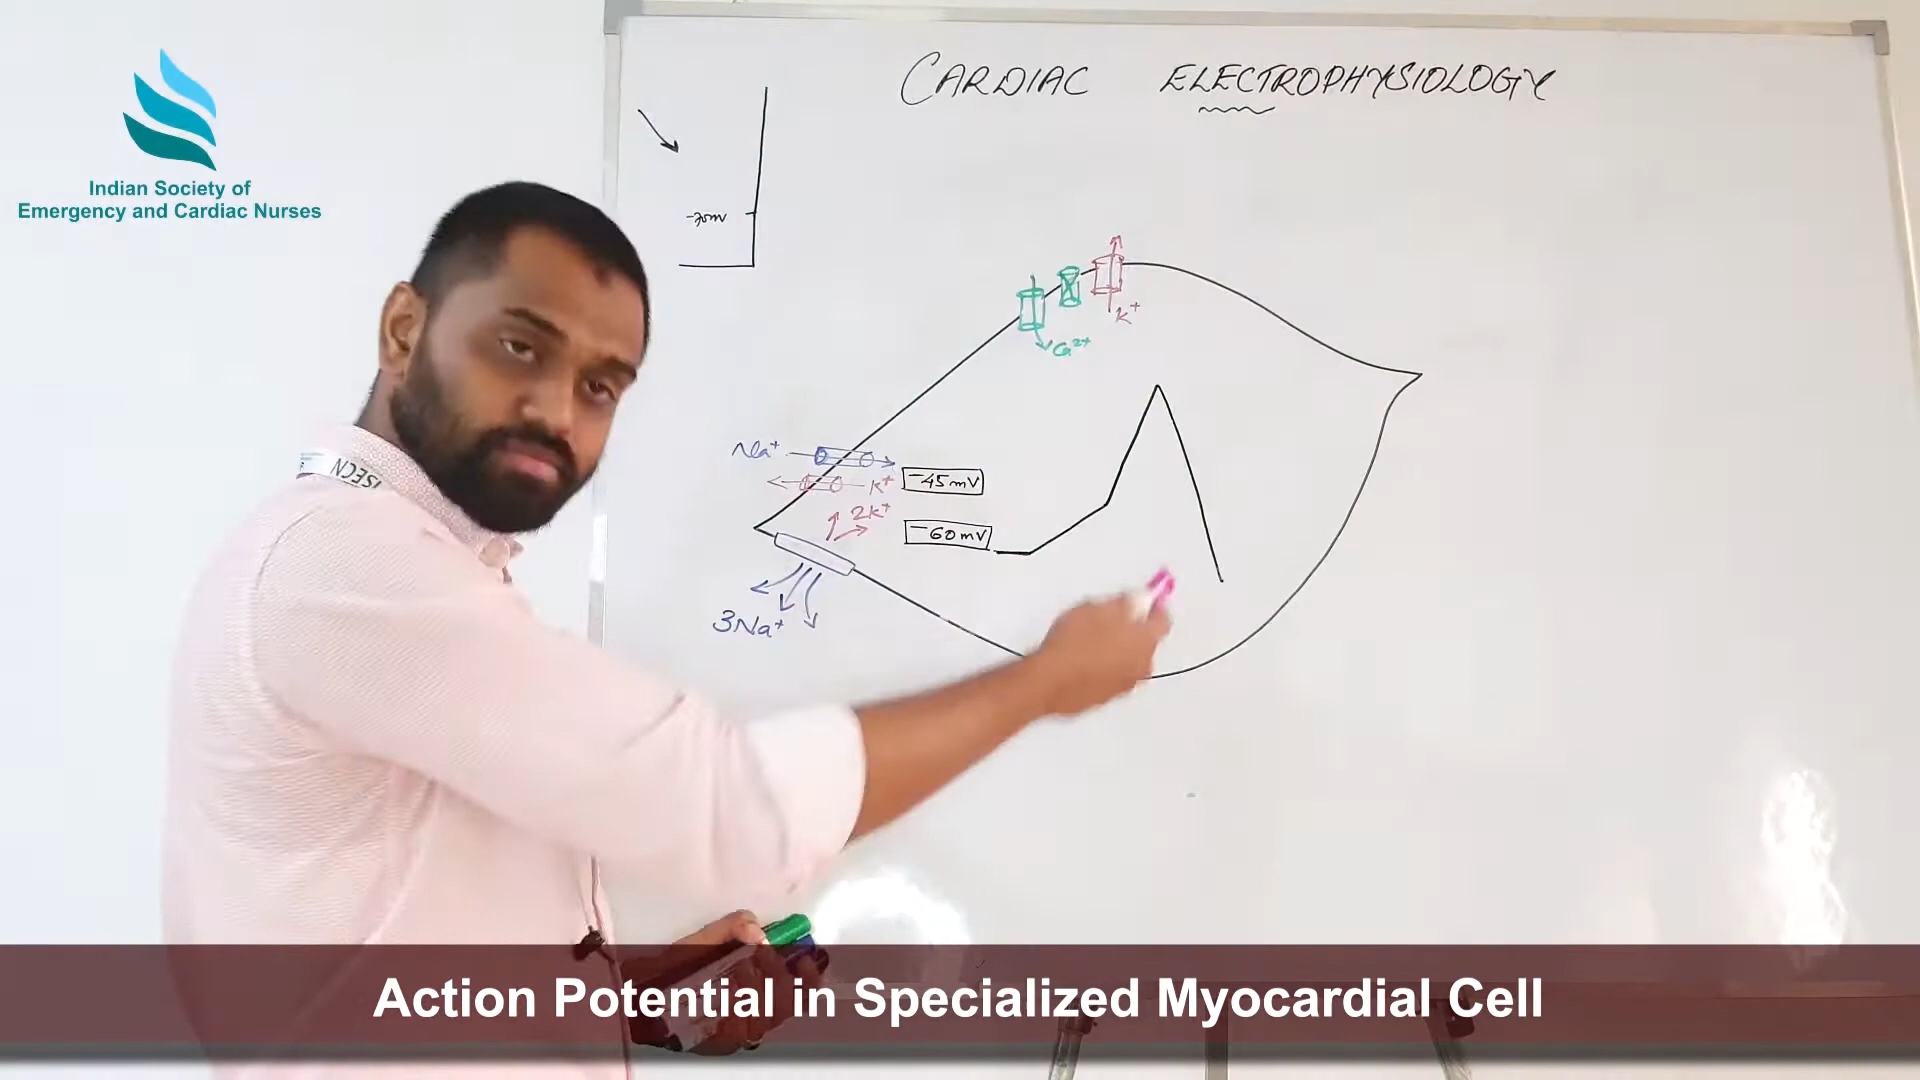 Indian Society of
Emergency and Cardiac Nurses
CARDIAC ELECTROPHYSIOLOGY
-70mv
K+
Ca2+
Na+
K+
-45mV
2K+
-60mV
3Na+
ISECN
Action Potential in Specialized Myocardial Cell